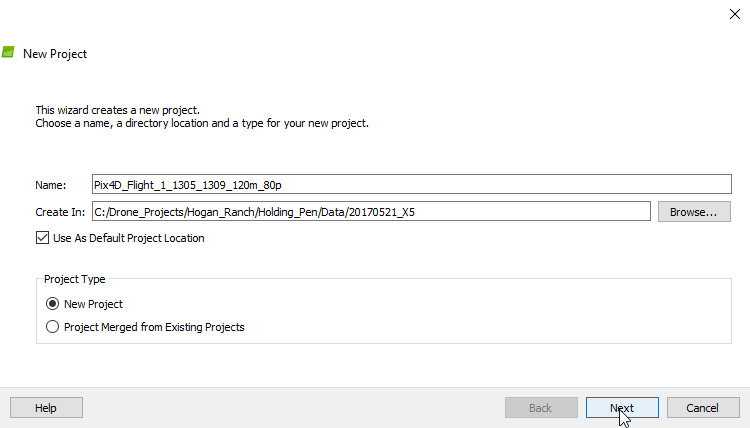 New Project
This wizard creates a new project.
Choose a name, a directory location and a type for your new project.
Name: Pix4D_Flight_1_1305_1309_120m_80p
Create In: C:/Drone_Projects/Hogan_Ranch/Holding_Pen/Data/20170521_X5 Browse...
Use As Default Project Location
Project Type
New Project
Project Merged from Existing Projects
Help Back Next Cancel